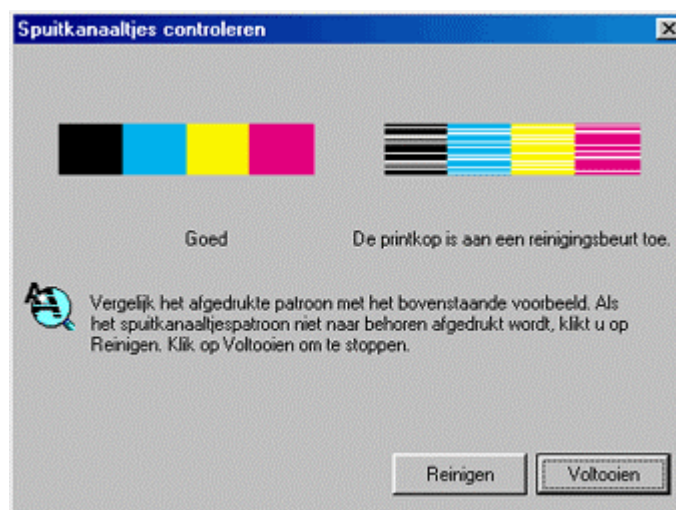 Spuitkanaaltjes controleren
Goed
De printkop is aan een reinigingsbeurt toe.
Vergelijk het afgedrukte patroon met het bovenstaande voorbeeld. Als
het spuitkanaaltjespatroon niet naar behoren afgedrukt wordt, klikt u op
Reinigen. Klik op Voltooien om te stoppen.
Reinigen
Voltooien